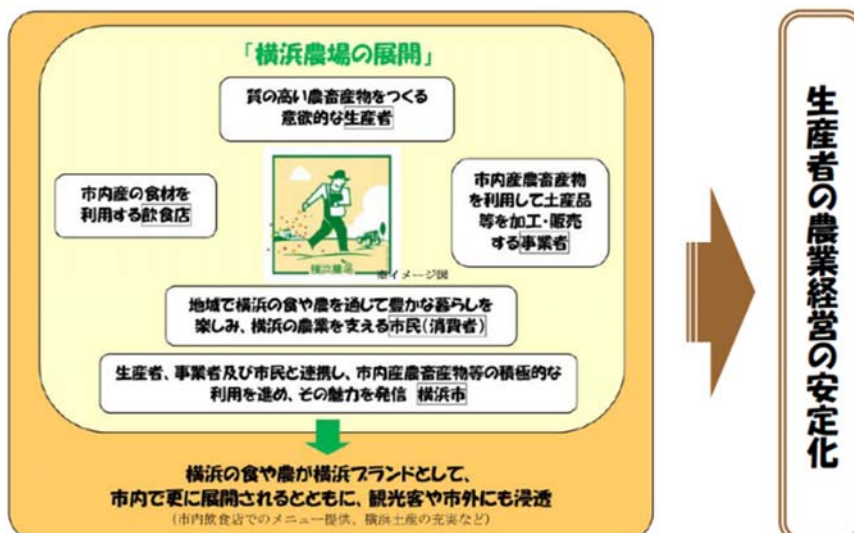 「横浜農場の展開」
質の高い農畜産物をつくる
意欲的な生産者
市内産の食材を
利用する飲食店
市内産農畜産物
を利用して土産品
等を加工・販売
する事業者
横浜農場
※イメージ図
地域で横浜の食や農を通じて豊かな暮らしを
楽しみ、横浜の農業を支える市民(消費者)
生産者、事業者及び市民と連携し、市内産農畜産物等の積極的な
利用を進め、その魅力を発信 横浜市
横浜の食や農が横浜ブランドとして、
市内で更に展開されるとともに、観光客や市外にも浸透
(市内飲食店でのメニュー提供、横浜土産の充実など)
生産者の農業経営の安定化